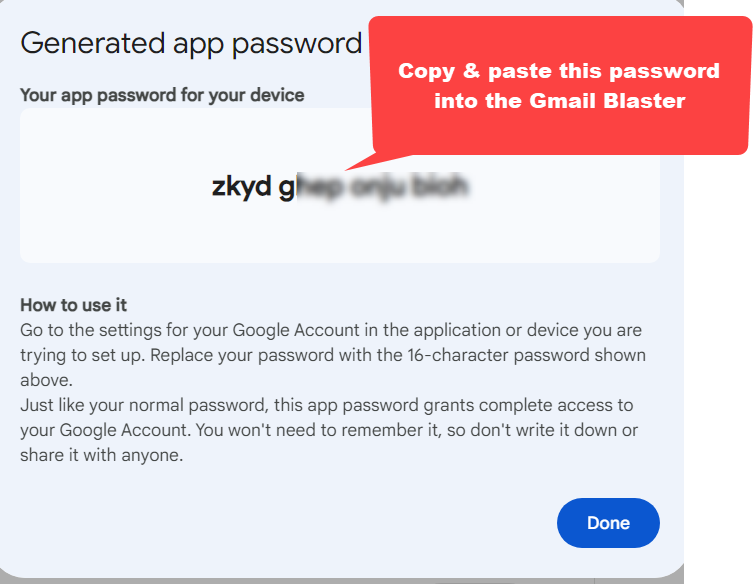 Generated app password
Copy & paste this password
into the Gmail Blaster
Your app password for your device
zkyd
How to use it
Go to the settings for your Google Account in the application or device you are
trying to set up. Replace your password with the 16-character password shown
above.
Just like your normal password, this app password grants complete access to
your Google Account. You won't need to remember it, so don't write it down or
share it with anyone.
Done